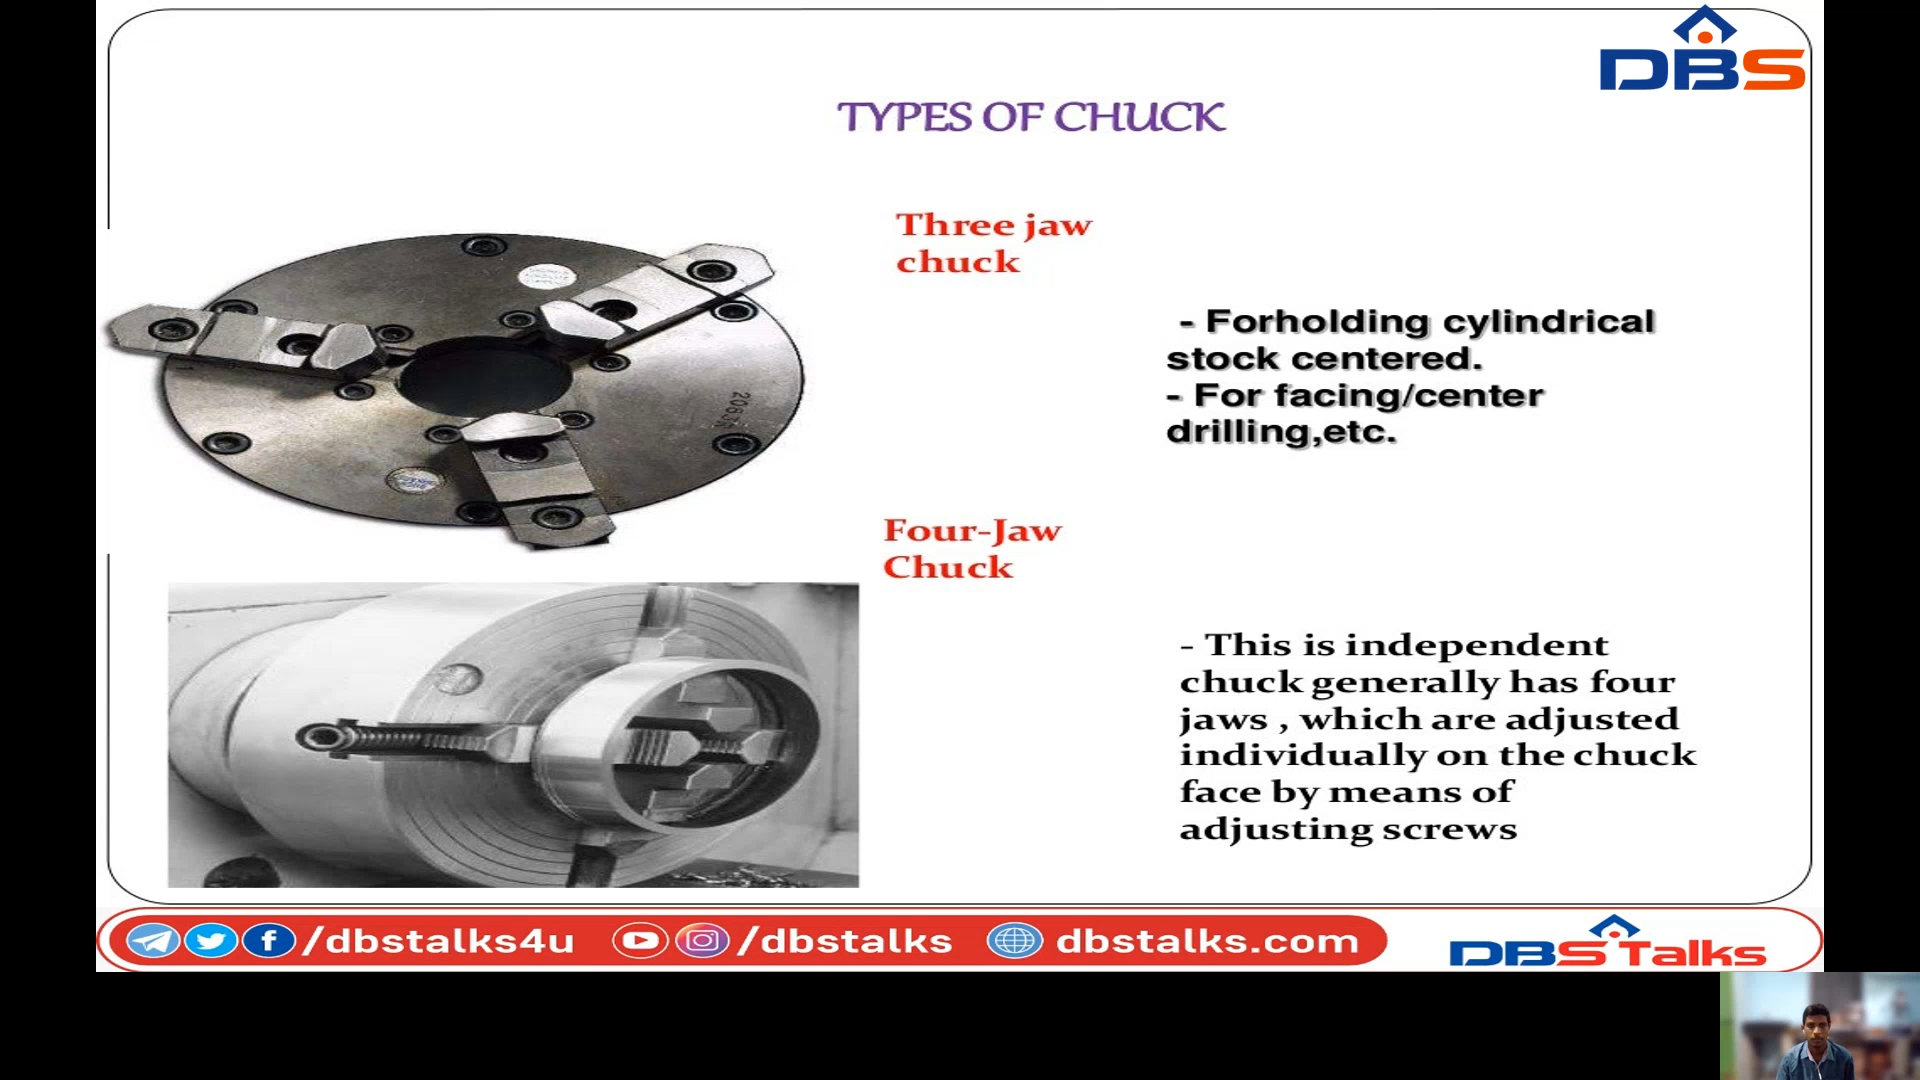 DBS
TYPES OF CHUCK
Three jaw
chuck
- Forholding cylindrical
stock centered.
- For facing/center
drilling,etc.
Four-Jaw
Chuck
- This is independent
chuck generally has four
jaws , which are adjusted
individually on the chuck
face by means of
adjusting screws
/dbstalks4u /dbstalks dbstalks.com
DBS Talks